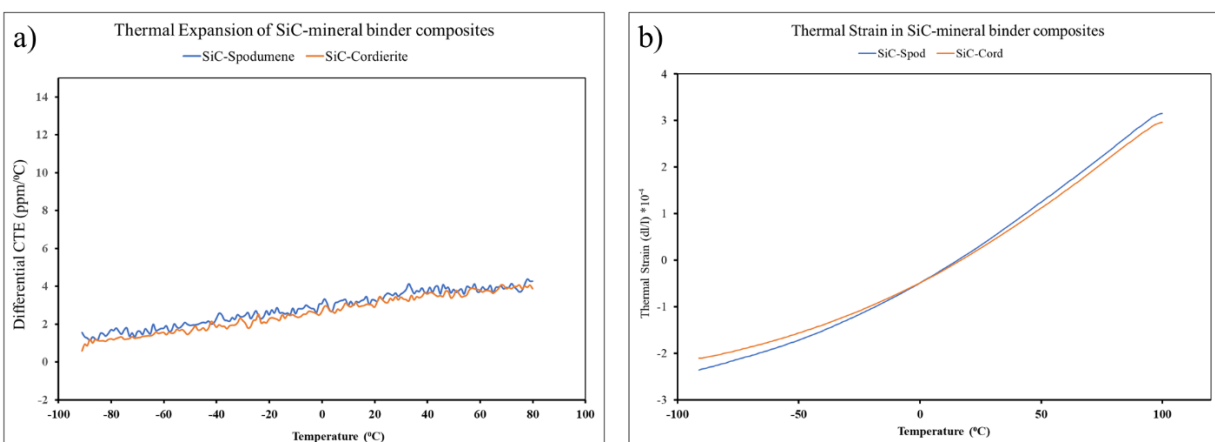 a)
Thermal Expansion of SiC-mineral binder composites
SiC-Spodumene SiC-Cordierite
Differential CTE (ppm/⁰C)
14
12
10
8
6
4
2
0
-2
-100 -80 -60 -40 -20 0 20 40 60 80 100
Temperature (⁰C)
b)
Thermal Strain in SiC-mineral binder composites
SiC-Spod SiC-Cord
Thermal Strain (dl/l) *10⁻⁴
4
3
2
1
0
-1
-2
-3
-100 -50 0 50 100
Temperature (⁰C)